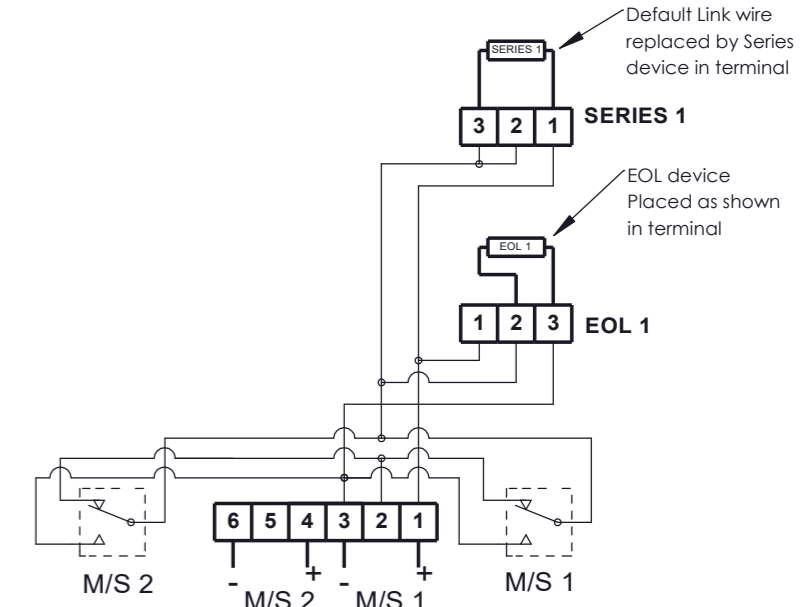 Default Link wire
replaced by Series
device in terminal
SERIES 1
3 2 1
SERIES 1
EOL device
Placed as shown
in terminal
EOL 1
1 2 3
EOL 1
6 5 4 3 2 1
- + - +
M/S 2
M/S 2
M/S 1
M/S 1